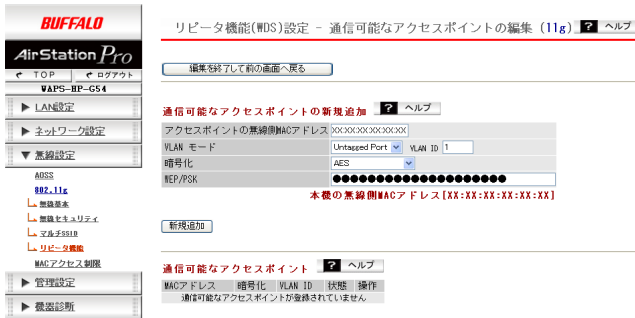 BUFFALO
AirStation Pro
TOP ログアウト
WAPS-HP-G54
LAN設定
ネットワーク設定
無線設定
AOSS
802.11g
無線基本
無線セキュリティ
マルチSSID
リピータ機能
MACアクセス制限
管理設定
機器診断
リピータ機能(WDS)設定 - 通信可能なアクセスポイントの編集 (11g) ? ヘルプ
編集を終了して前の画面へ戻る
通信可能なアクセスポイントの新規追加 ? ヘルプ
アクセスポイントの無線側MACアドレス XX:XX:XX:XX:XX:XX
VLAN モード Untagged Port VLAN ID 1
暗号化 AES
WEP/PSK ●●●●●●●●●●●●●●●●●●●●
本機の無線側MACアドレス[XX:XX:XX:XX:XX:XX]
新規追加
通信可能なアクセスポイント ? ヘルプ
MACアドレス 暗号化 VLAN ID 状態 操作
通信可能なアクセスポイントが登録されていません